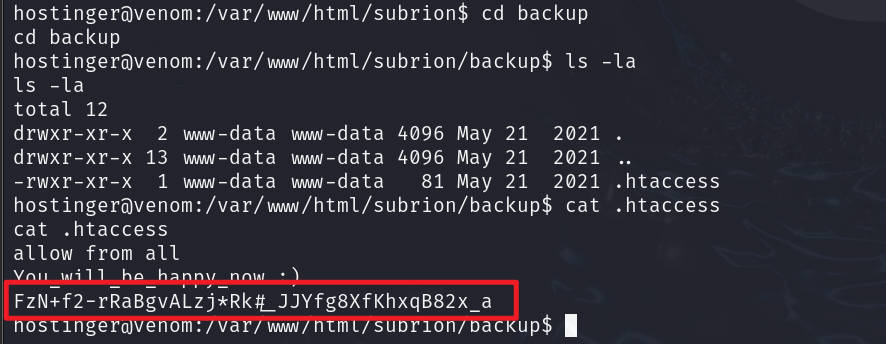 hostinger@venom:/var/www/html/subrion$ cd backup
cd backup
hostinger@venom:/var/www/html/subrion/backup$ ls -la
ls -la
total 12
drwxr-xr-x  2 www-data www-data 4096 May 21  2021 .
drwxr-xr-x 13 www-data www-data 4096 May 21  2021 ..
-rwxr-xr-x  1 www-data www-data   81 May 21  2021 .htaccess
hostinger@venom:/var/www/html/subrion/backup$ cat .htaccess
cat .htaccess
allow from all
You_will_be_happy_now :)
FzN+f2-rRaBgvALzj*Rk#_JJYfg8XfKhxqB82x_a
hostinger@venom:/var/www/html/subrion/backup$